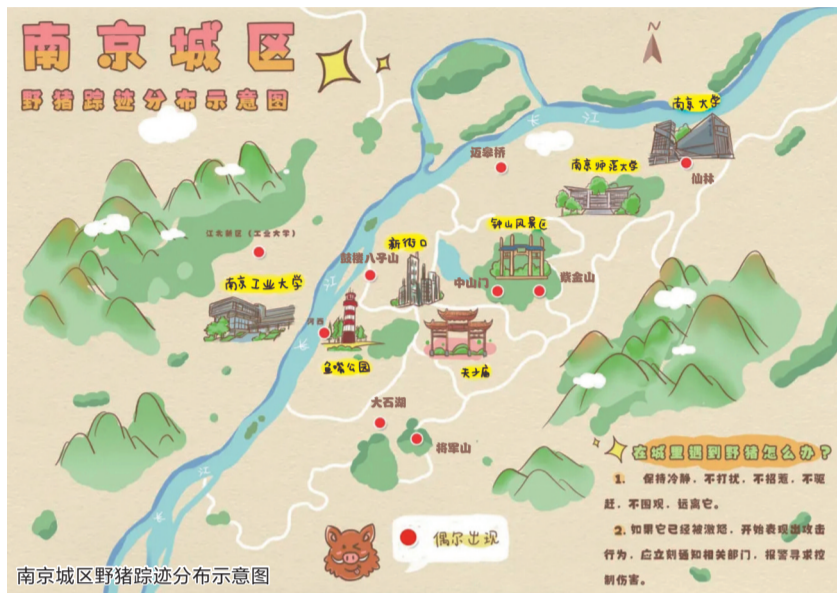 南京城区
野猪踪迹分布示意图
N
南京大学
长
江
迈皋桥
南京师范大学
仙林
钟山风景区
江北新区（工业大学）
新街口
八字山
南京工业大学
江
中山门
紫金山
河西
长
鱼嘴公园
夫子庙
大石湖
将军山
江
长
在城里遇到野猪怎么办？
1. 保持冷静，不打扰，不招惹，不驱
赶，不围观，远离它。
2. 如果它已经被激怒，开始表现出攻击
行为，应立刻通知相关部门，报警寻求控
制伤害。
偶尔出现
南京城区野猪踪迹分布示意图